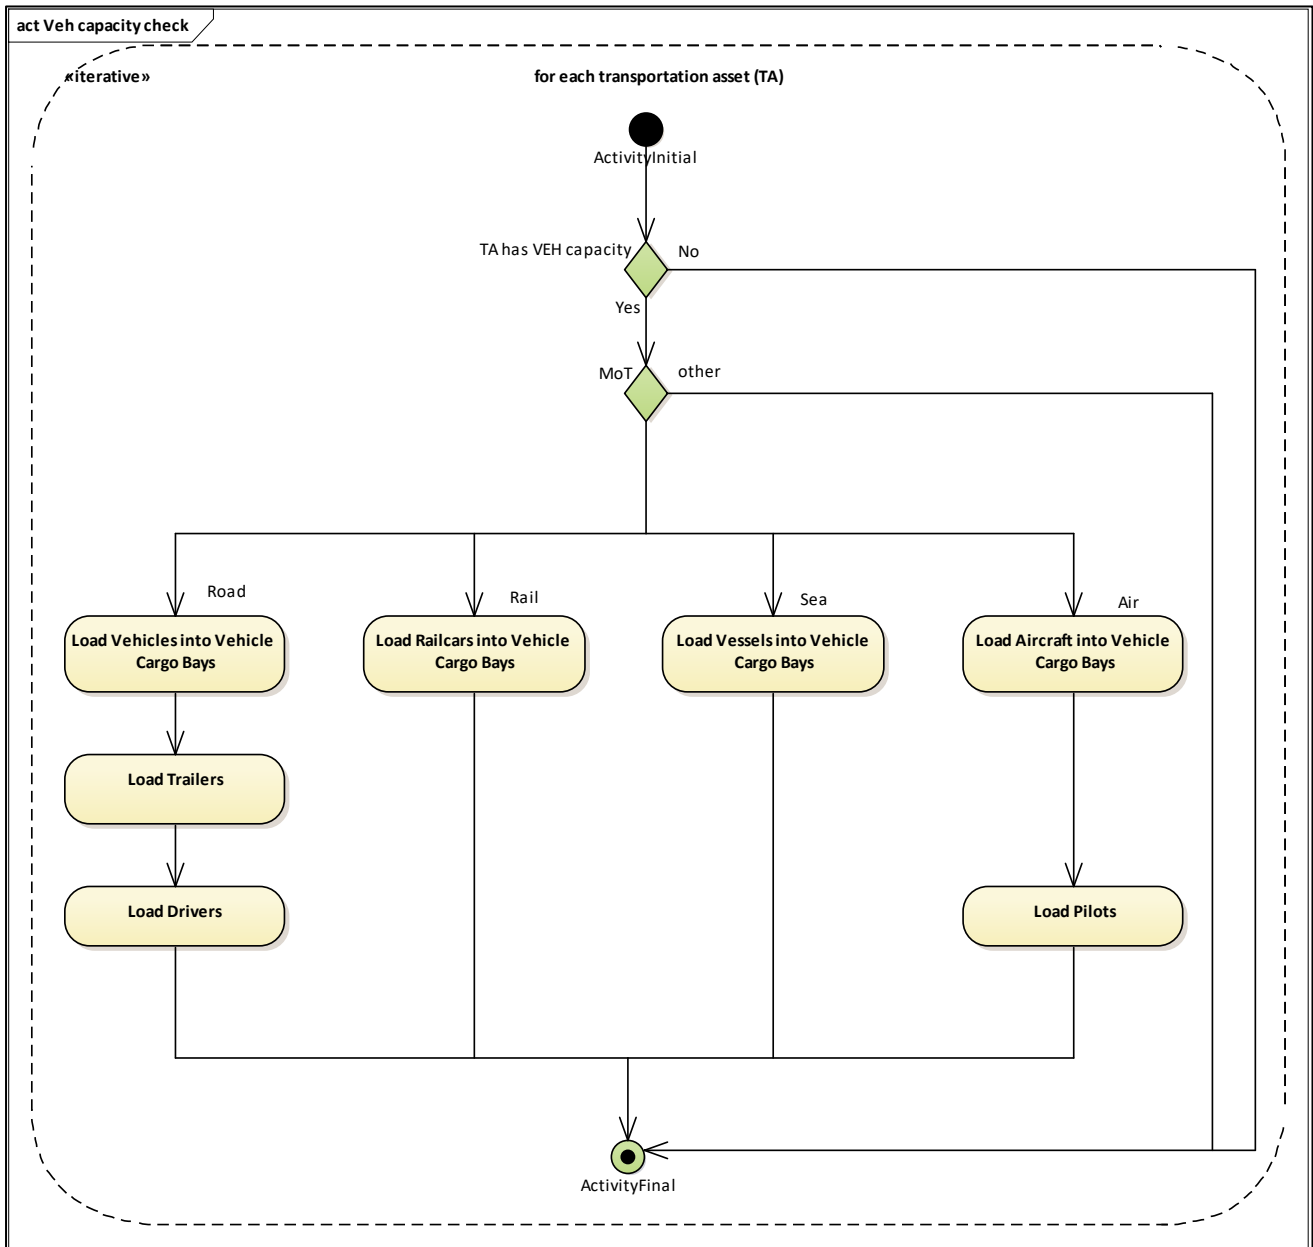 act Veh capacity check
«iterative»
for each transportation asset (TA)
ActivityInitial
TA has VEH capacity
No
Yes
MoT
other
Road
Rail
Sea
Air
Load Vehicles into Vehicle
Cargo Bays
Load Railcars into Vehicle
Cargo Bays
Load Vessels into Vehicle
Cargo Bays
Load Aircraft into Vehicle
Cargo Bays
Load Trailers
Load Drivers
Load Pilots
ActivityFinal